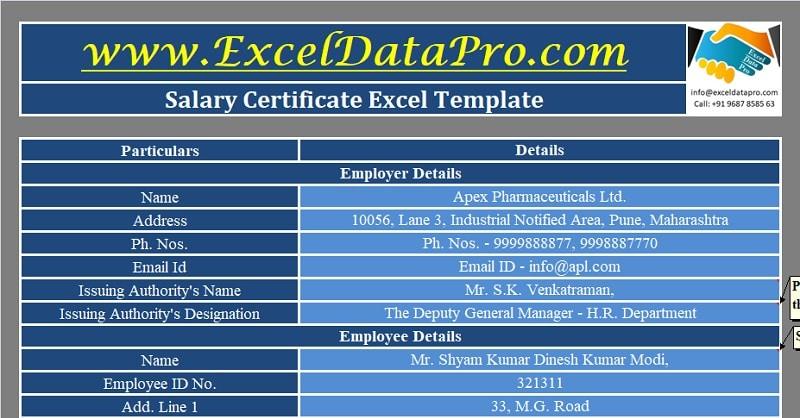 www.ExcelDataPro.com
Excel
Data
Pro
info@exceldatapro.com
Call: +91 9687 8585 63
Salary Certificate Excel Template
Particulars Details
Employer Details
Name Apex Pharmaceuticals Ltd.
Address 10056, Lane 3, Industrial Notified Area, Pune, Maharashtra
Ph. Nos. Ph. Nos. - 9999888877, 9998887770
Email Id Email ID - info@apl.com
Issuing Authority's Name Mr. S.K. Venkatraman,
Issuing Authority's Designation The Deputy General Manager - H.R. Department
Employee Details
Name Mr. Shyam Kumar Dinesh Kumar Modi,
Employee ID No. 321311
Add. Line 1 33, M.G. Road